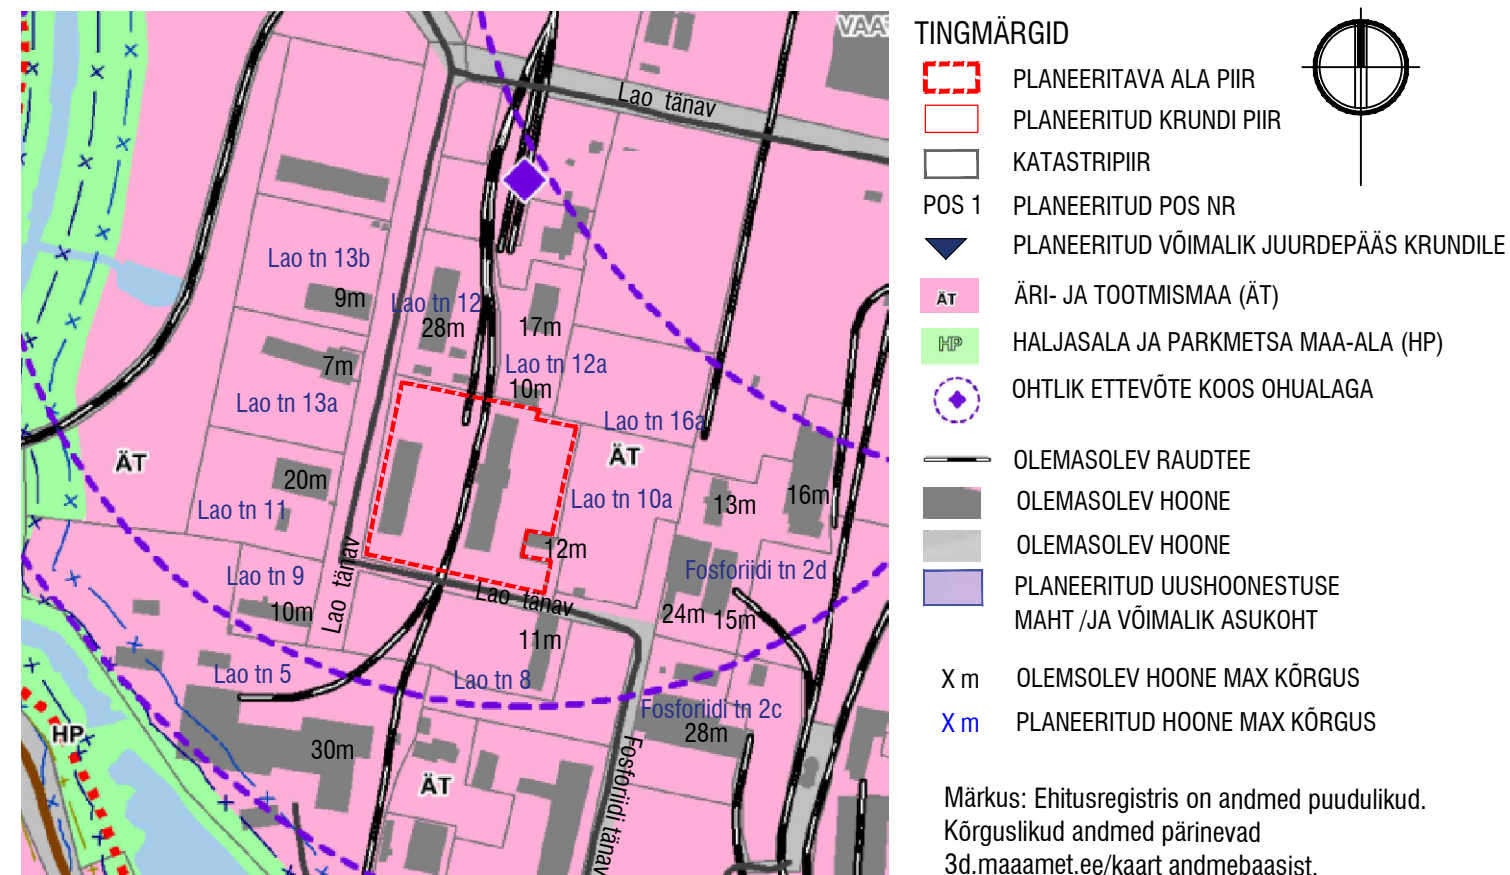 VAAT
Lao tänav
Lao tn 13b
9m
Lao tn 12
28m
17m
7m
Lao tn 12a
10m
Lao tn 13a
Lao tn 16a
ÄT
ÄT
20m
Lao tn 11
Lao tn 10a
13m
16m
12m
Lao tänav
Lao tn 9
10m
Fosforiidi tn 2d
Lao tänav
24m
15m
11m
Lao tn 5
Lao tn 8
Fosforiidi tn 2c
28m
HP
30m
ÄT
Fosforiidi tänav
TINGMÄRGID
PLANEERITAVA ALA PIIR
PLANEERITUD KRUNDI PIIR
KATASTRIPIIR
POS 1 PLANEERITUD POS NR
PLANEERITUD VÕIMALIK JUURDEPÄÄS KRUNDILE
ÄT ÄRI- JA TOOTMISMAA (ÄT)
HP HALJASALA JA PARKMETSA MAA-ALA (HP)
OHTLIK ETTEVÕTE KOOS OHUALAGA
OLEMASOLEV RAUDTEE
OLEMASOLEV HOONE
OLEMASOLEV HOONE
PLANEERITUD UUSHOONESTUSE
MAHT /JA VÕIMALIK ASUKOHT
X m OLEMSOLEV HOONE MAX KÕRGUS
X m PLANEERITUD HOONE MAX KÕRGUS
Märkus: Ehitusregistris on andmed puudulikud.
Kõrguslikud andmed pärinevad
3d.maaamet.ee/kaart andmebaasist.